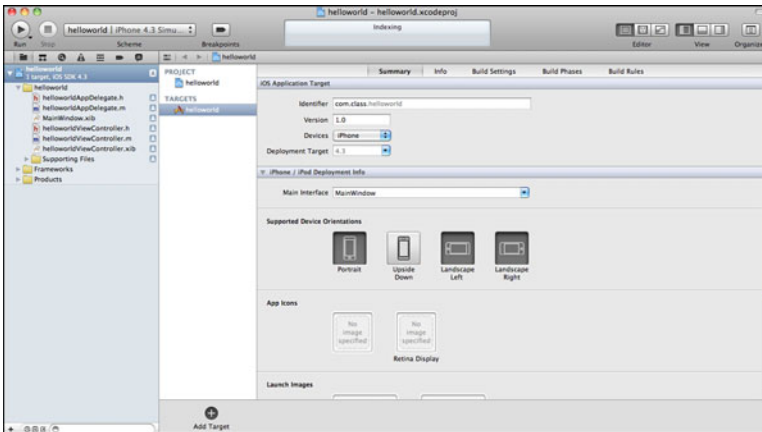 helloworld - helloworld.xcodeproj
helloworld | iPhone 4.3 Simu...
Indexing
Run Stop Scheme Breakpoints Editor View Organize
helloworld
helloworld
1 target, iOS SDK 4.3
helloworld
helloworldAppDelegate.h
helloworldAppDelegate.m
MainWindow.xib
helloworldViewController.h
helloworldViewController.m
helloworldViewController.xib
Supporting Files
Frameworks
Products
PROJECT
helloworld
TARGETS
helloworld
Summary Info Build Settings Build Phases Build Rules
iOS Application Target
Identifier com.class.helloworld
Version 1.0
Devices iPhone
Deployment Target 4.3
iPhone / iPod Deployment Info
Main Interface MainWindow
Supported Device Orientations
Portrait
Upside Down
Landscape Left
Landscape Right
App Icons
No image specified
No image specified
Retina Display
Launch Images
Add Target